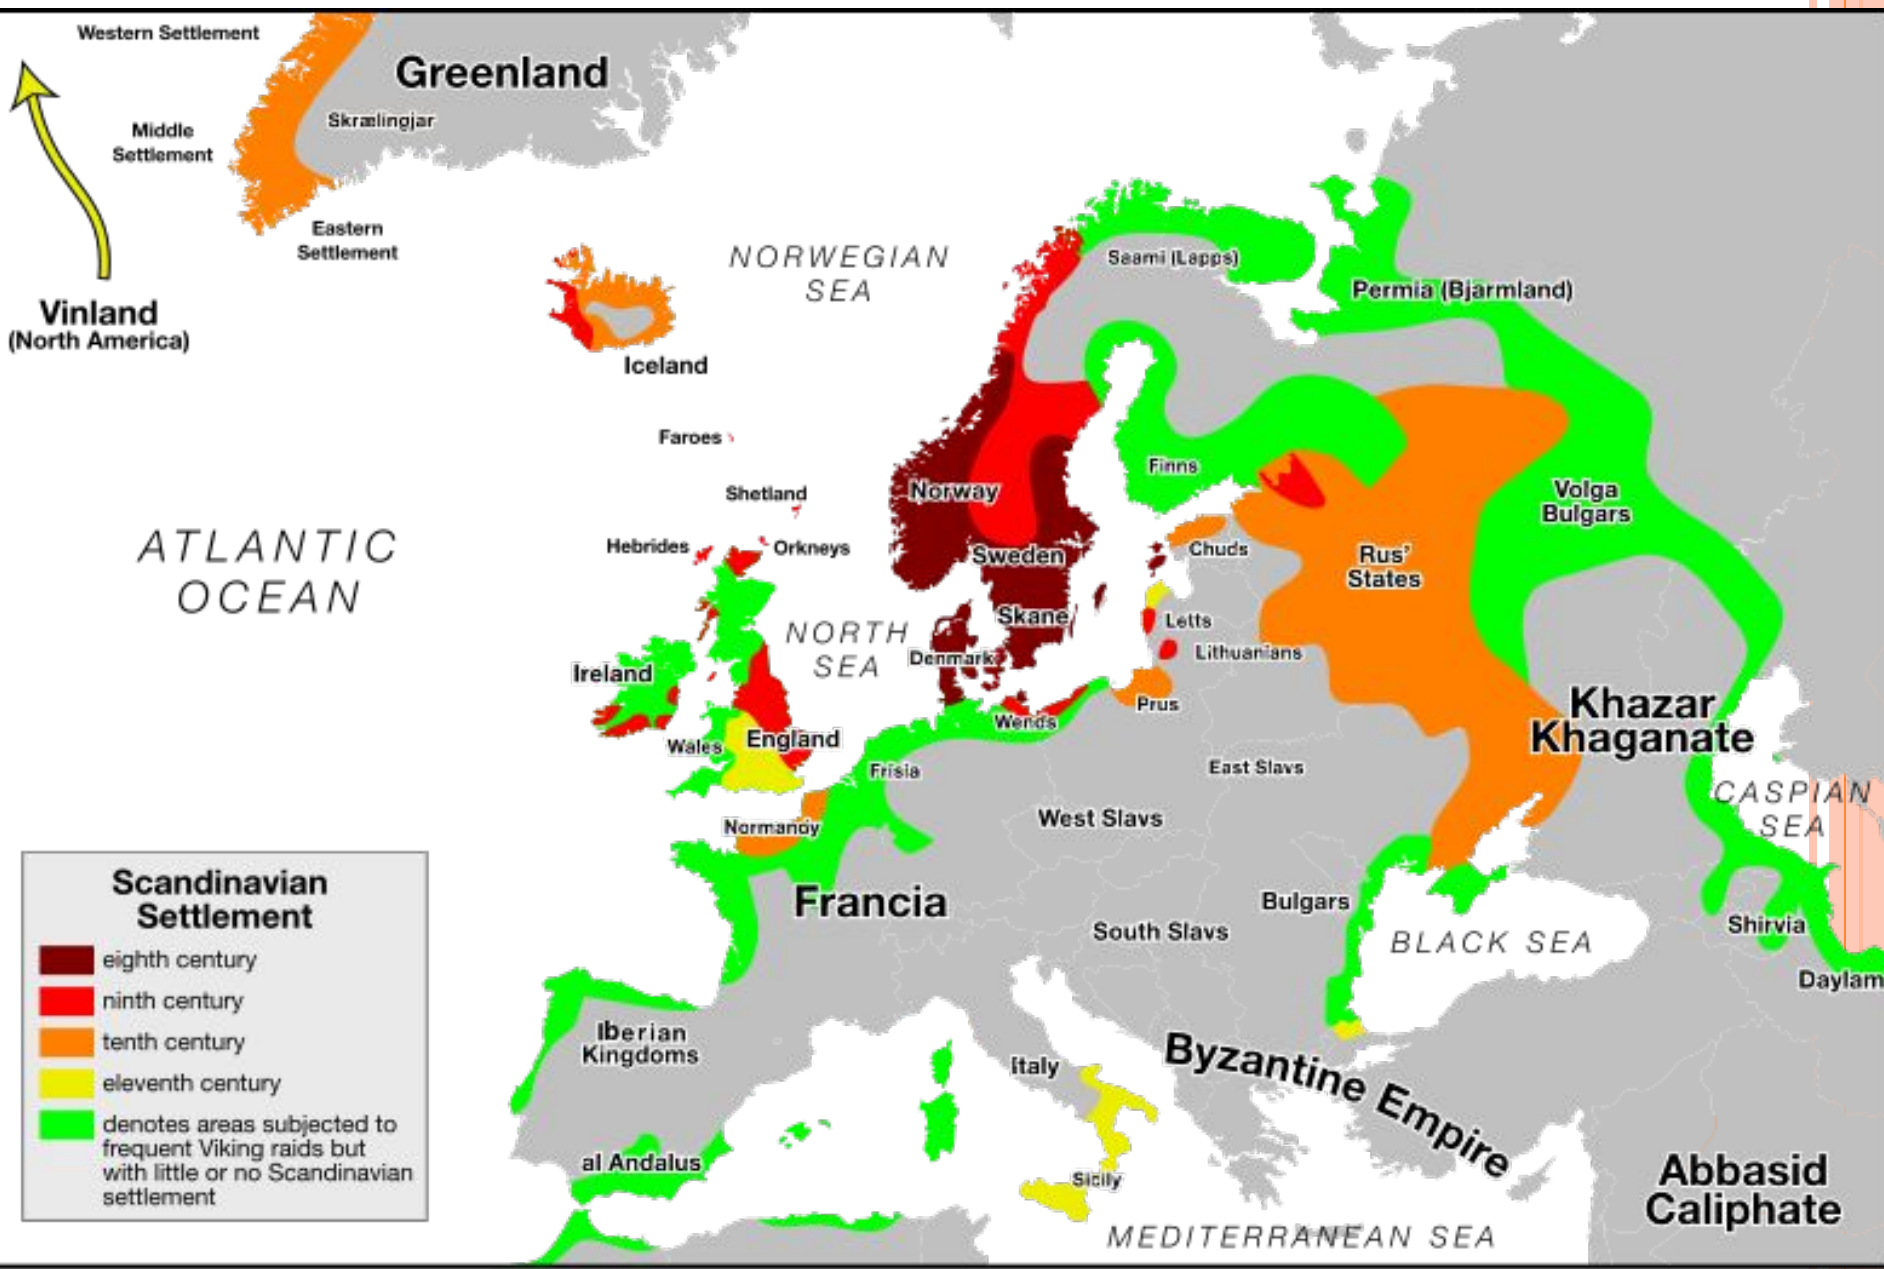 Western Settlement
Greenland
Skrælingjar
Middle
Settlement
Eastern
Settlement
Vinland
(North America)
NORWEGIAN
SEA
Saami (Lapps)
Permia (Bjarmland)
Iceland
Faroes
Shetland
Hebrides
Orkneys
ATLANTIC
OCEAN
Norway
Sweden
Skane
Denmark
Finns
Chuds
Rus'
States
Volga
Bulgars
NORTH
SEA
Letts
Lithuanians
Ireland
Prus
Wends
Wales
England
Frisia
Khazar
Khaganate
East Slavs
West Slavs
Normandy
CASPIAN
SEA
Francia
Bulgars
South Slavs
BLACK SEA
Shirvia
Daylam
Iberian
Kingdoms
Italy
Byzantine Empire
al Andalus
Sicily
Abbasid
Caliphate
MEDITERRANEAN SEA
Scandinavian
Settlement
eighth century
ninth century
tenth century
eleventh century
denotes areas subjected to
frequent Viking raids but
with little or no Scandinavian
settlement